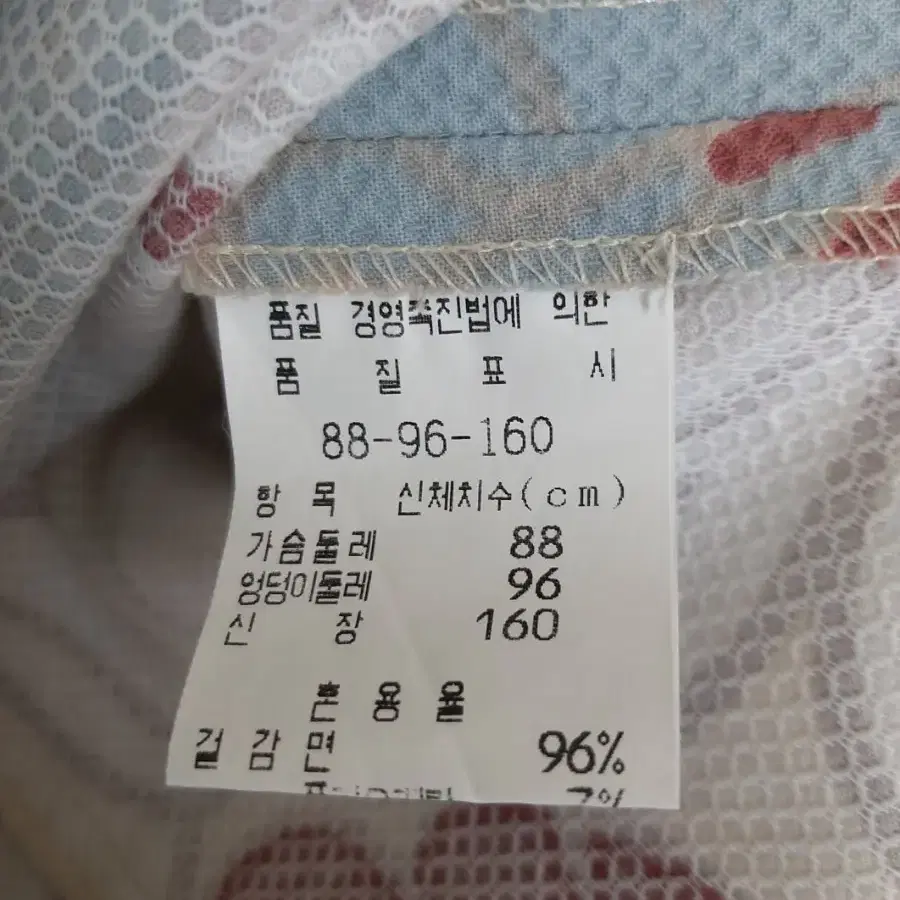 품질 경영촉진법에 의한
품 질 표 시
88-96-160
항 목 신체치수(cm)
가슴둘레 88
엉덩이둘레 96
신 장 160
혼 용 율
겉 감 면 96%